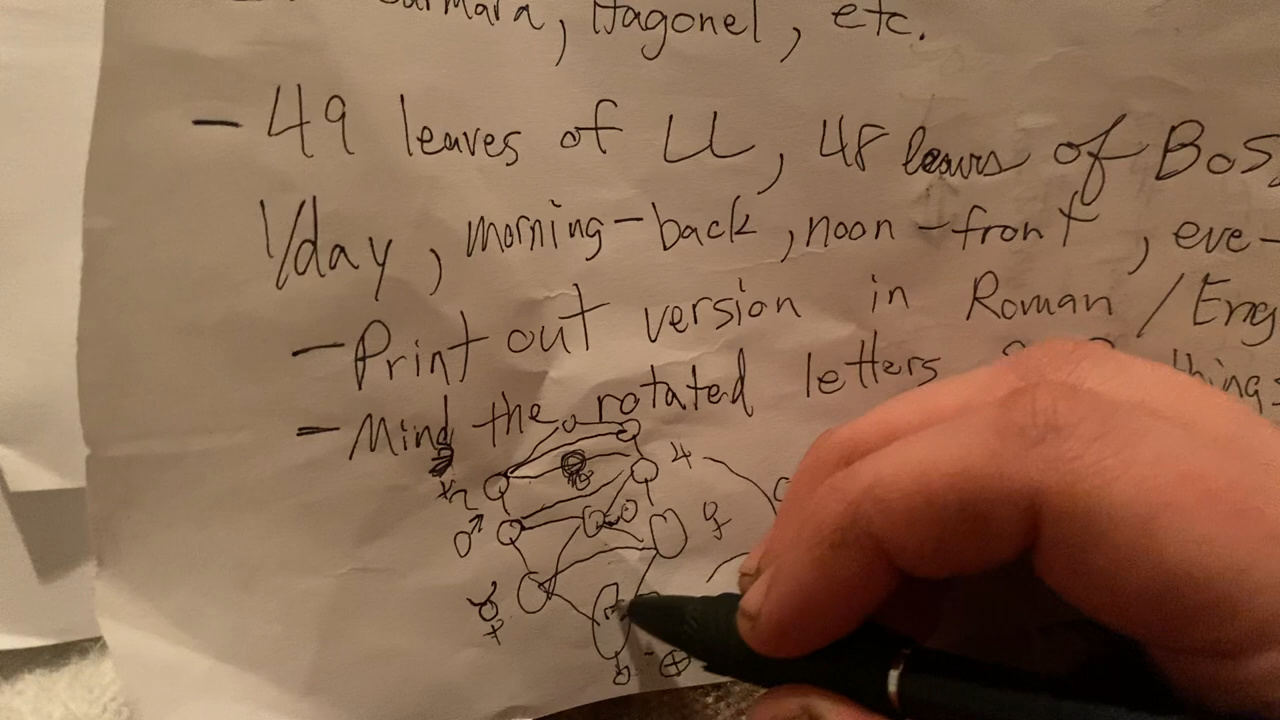 Hagonel, etc.
- 49 leaves of LL, 48 leaves of BoS,
1/day, morning-back, noon-front, eve-
- Print out version in Roman / Eng
- Mind the rotated letters things
♄ ♃
♂ ♀
☿
⊕